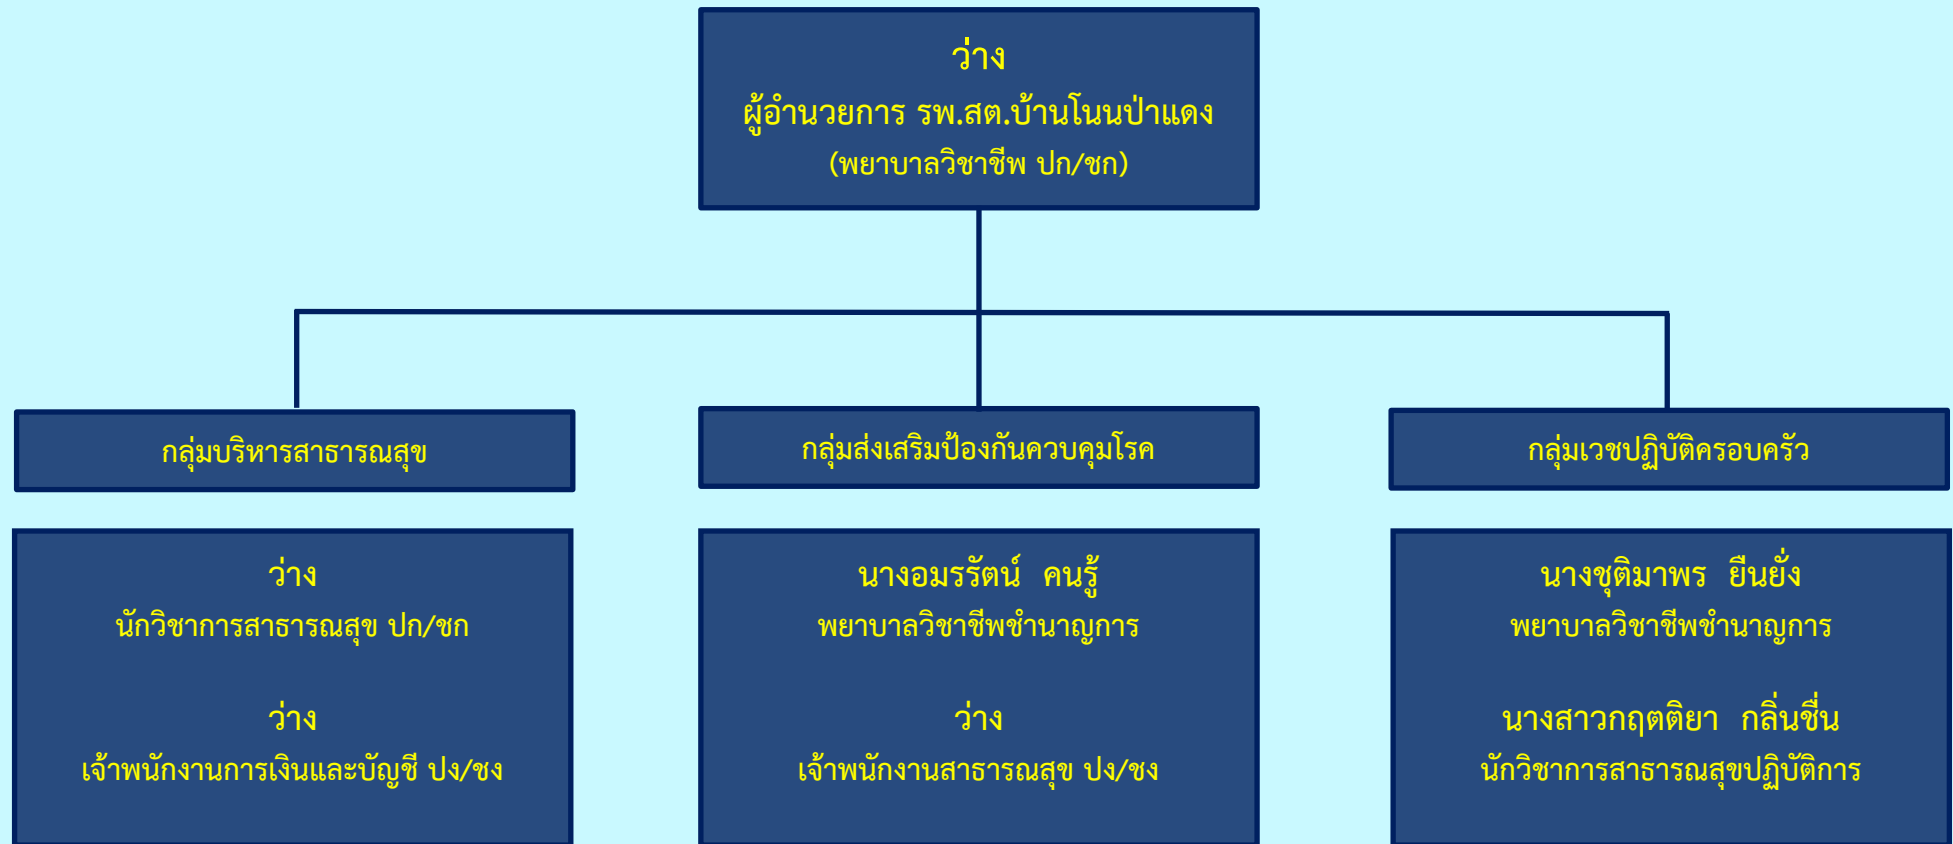 ว่าง
ผู้อำนวยการ รพ.สต.บ้านโนนป่าแดง
(พยาบาลวิชาชีพ ปก/ชก)
กลุ่มบริหารสาธารณสุข
กลุ่มส่งเสริมป้องกันควบคุมโรค
กลุ่มเวชปฏิบัติครอบครัว
ว่าง
นักวิชาการสาธารณสุข ปก/ชก
ว่าง
เจ้าพนักงานการเงินและบัญชี ปง/ชง
นางอมรรัตน์ คนรู้
พยาบาลวิชาชีพชำนาญการ
ว่าง
เจ้าพนักงานสาธารณสุข ปง/ชง
นางชุติมาพร ยืนยั่ง
พยาบาลวิชาชีพชำนาญการ
นางสาวกฤตติยา กลิ่นชื่น
นักวิชาการสาธารณสุขปฏิบัติการ